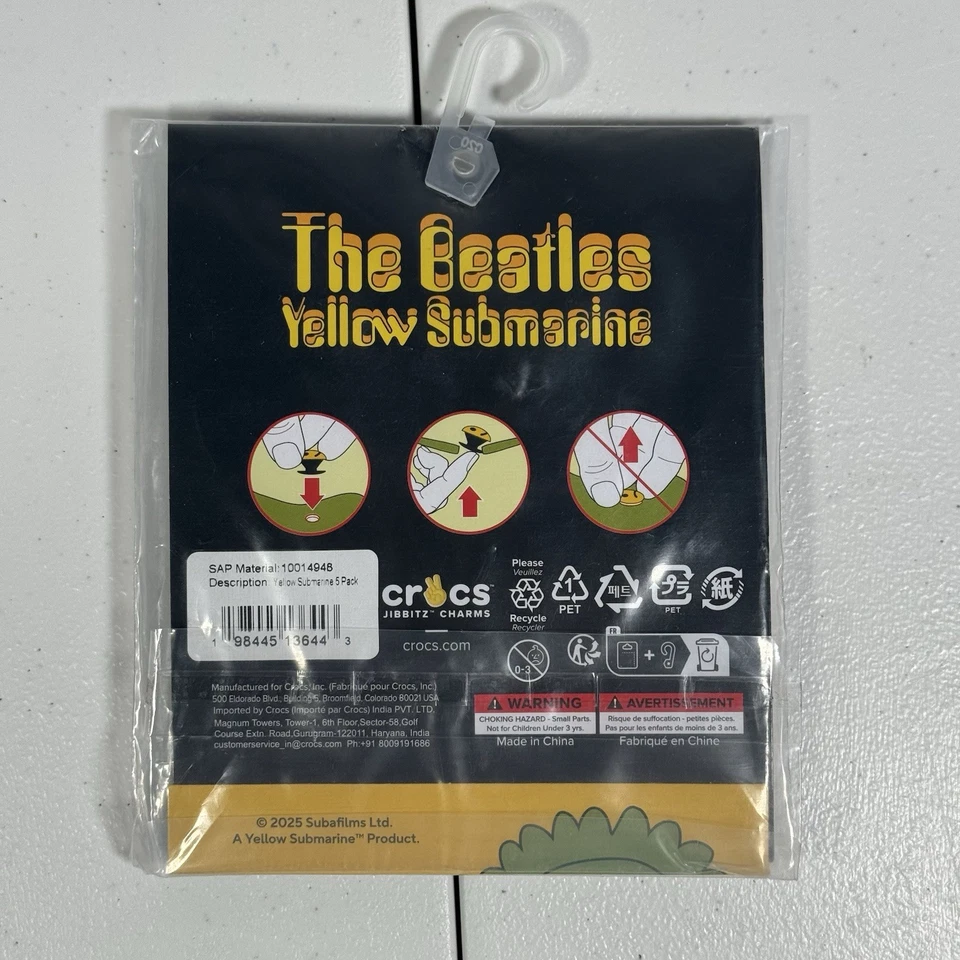 The Beatles
Yellow Submarine
SAP Material:10014948
Description: Yellow Submarine 5 Pack
1 98445 13644 3
crocs™
JIBBITZ™ CHARMS
crocs.com
Please
Veuillez
Recycle
Recycler
1
PET
페트
プラ
PET
紙
0-3
FR
Manufactured for Crocs, Inc. (Fabriqué pour Crocs, Inc.)
500 Eldorado Blvd., Building 5, Broomfield, Colorado 80021 USA
Imported by Crocs (Importé par Crocs) India PVT. LTD.
Magnum Towers, Tower-1, 6th Floor,Sector-58,Golf
Course Extn. Road,Gurugram-122011, Haryana, India
customerservice_in@crocs.com Ph:+91 8009191686
WARNING
CHOKING HAZARD - Small Parts.
Not for Children Under 3 yrs.
Made in China
AVERTISSEMENT
Risque de suffocation - petites pièces.
Pas pour les enfants de moins de 3 ans.
Fabriqué en Chine
© 2025 Subafilms Ltd.
A Yellow Submarine™ Product.